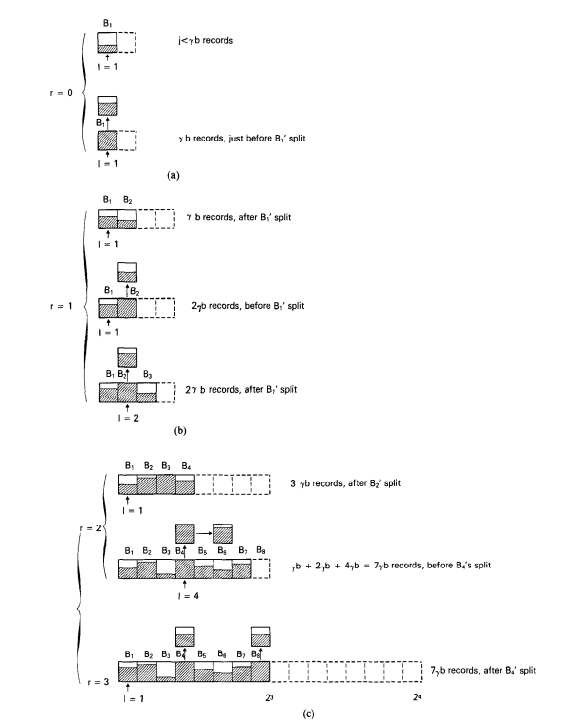 B₁
j<γb records
I = 1
r = 0
B₁
γ b records, just before B₁' split
I = 1
(a)
B₁ B₂
γ b records, after B₁' split
I = 1
B₁ B₂
r = 1
2γb records, before B₁' split
I = 1
B₁ B₂ B₃
2γ b records, after B₁' split
I = 2
(b)
B₁ B₂ B₃ B₄
3 γb records, after B₂' split
I = 1
r = 2
B₁ B₂ B₃ B₄ B₅ B₆ B₇ B₈
γb + 2γb + 4γb = 7γb records, before B₄'s split
I = 4
B₁ B₂ B₃ B₄ B₅ B₆ B₇ B₈
7γb records, after B₄' split
r = 3
I = 1 2³ 2⁴
(c)